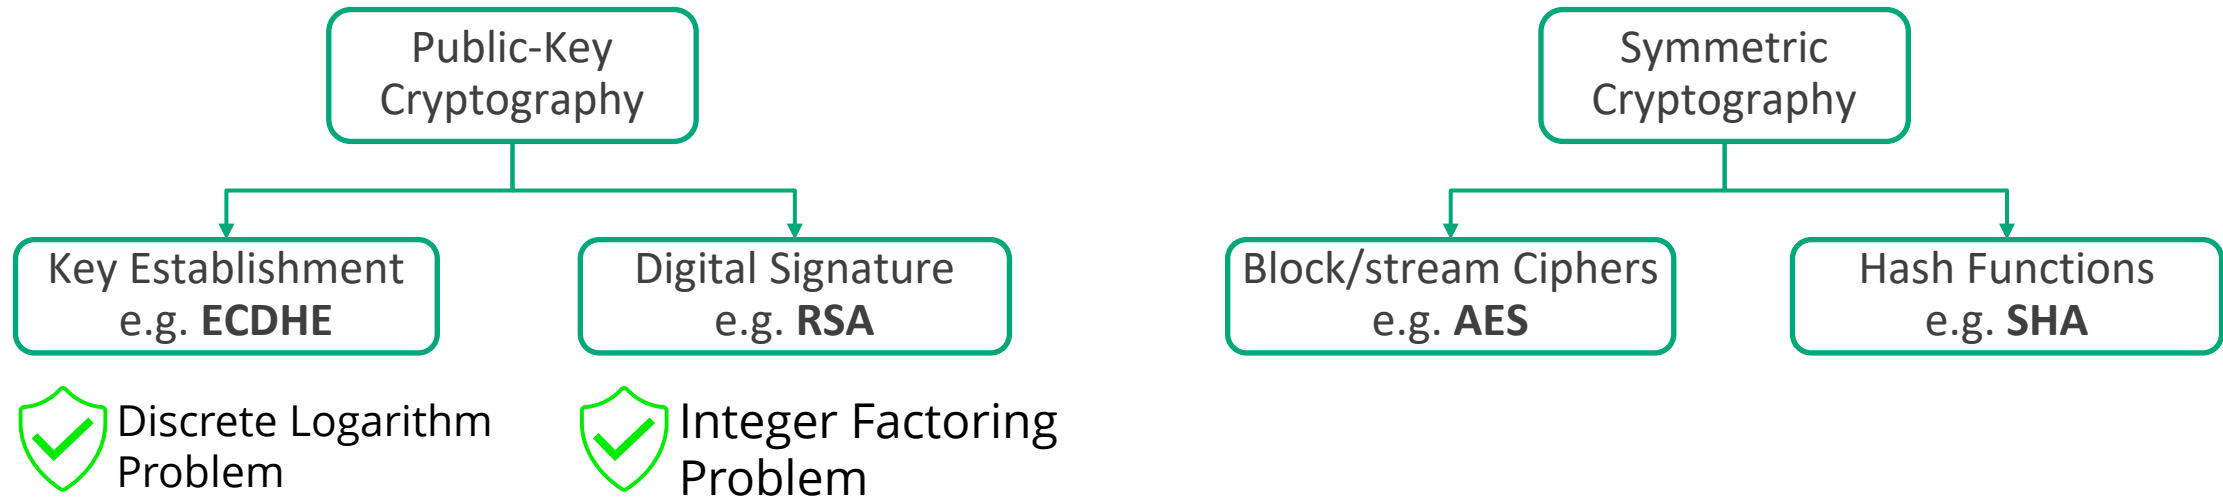 Public-Key
Cryptography
Symmetric
Cryptography
Key Establishment
e.g. ECDHE
Digital Signature
e.g. RSA
Block/stream Ciphers
e.g. AES
Hash Functions
e.g. SHA
Discrete Logarithm
Problem
Integer Factoring
Problem